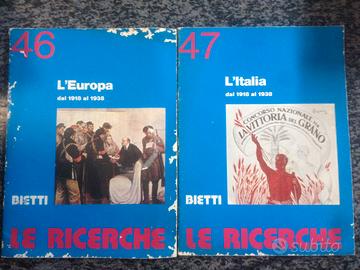 46
L'Europa
dal 1918 al 1938
BIETTI
LE RICERCHE
47
L'Italia
dal 1918 al 1938
CONCORSO NAZIONALE PER
LA VITTORIA DEL GRANO
BIETTI
LE RICERCHE
subito